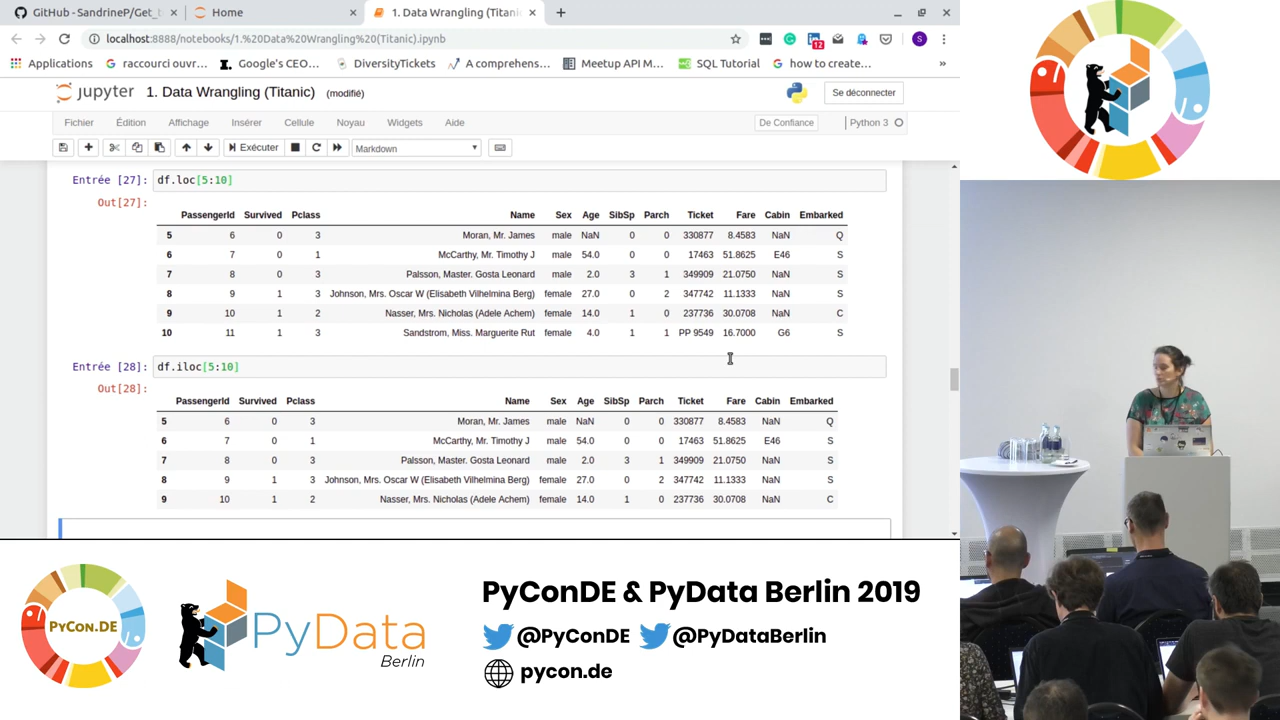 GitHub - SandrineP/Get_
Home
1. Data Wrangling (Titanic
localhost:8888/notebooks/1.%20Data%20Wrangling%20(Titanic).ipynb
12
S
Applications
raccourci ouvr…
Google's CEO…
DiversityTickets
A comprehens…
Meetup API M…
SQL Tutorial
how to create…
»
jupyter
1. Data Wrangling (Titanic) (modifié)
Se déconnecter
Fichier Édition Affichage Insérer Cellule Noyau Widgets Aide
De Confiance
Python 3
Exécuter
Markdown
Entrée [27]: df.loc[5:10]
Out[27]:
PassengerId Survived Pclass Name Sex Age SibSp Parch Ticket Fare Cabin Embarked
5 6 0 3 Moran, Mr. James male NaN 0 0 330877 8.4583 NaN Q
6 7 0 1 McCarthy, Mr. Timothy J male 54.0 0 0 17463 51.8625 E46 S
7 8 0 3 Palsson, Master. Gosta Leonard male 2.0 3 1 349909 21.0750 NaN S
8 9 1 3 Johnson, Mrs. Oscar W (Elisabeth Vilhelmina Berg) female 27.0 0 2 347742 11.1333 NaN S
9 10 1 2 Nasser, Mrs. Nicholas (Adele Achem) female 14.0 1 0 237736 30.0708 NaN C
10 11 1 3 Sandstrom, Miss. Marguerite Rut female 4.0 1 1 PP 9549 16.7000 G6 S
Entrée [28]: df.iloc[5:10]
Out[28]:
PassengerId Survived Pclass Name Sex Age SibSp Parch Ticket Fare Cabin Embarked
5 6 0 3 Moran, Mr. James male NaN 0 0 330877 8.4583 NaN Q
6 7 0 1 McCarthy, Mr. Timothy J male 54.0 0 0 17463 51.8625 E46 S
7 8 0 3 Palsson, Master. Gosta Leonard male 2.0 3 1 349909 21.0750 NaN S
8 9 1 3 Johnson, Mrs. Oscar W (Elisabeth Vilhelmina Berg) female 27.0 0 2 347742 11.1333 NaN S
9 10 1 2 Nasser, Mrs. Nicholas (Adele Achem) female 14.0 1 0 237736 30.0708 NaN C
PyCon.DE
PyData
Berlin
PyConDE & PyData Berlin 2019
@PyConDE @PyDataBerlin
pycon.de